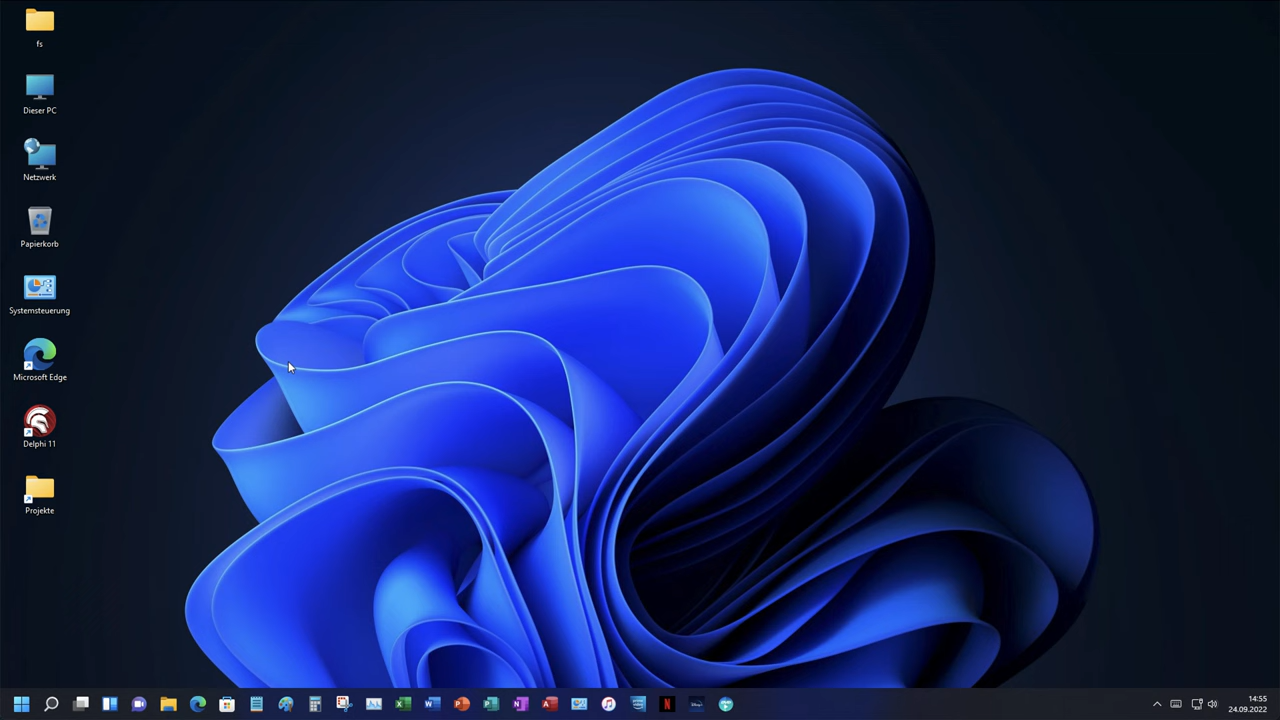 fs
Dieser PC
Netzwerk
Papierkorb
Systemsteuerung
Microsoft Edge
Delphi 11
Projekte
14:55
24.09.2022